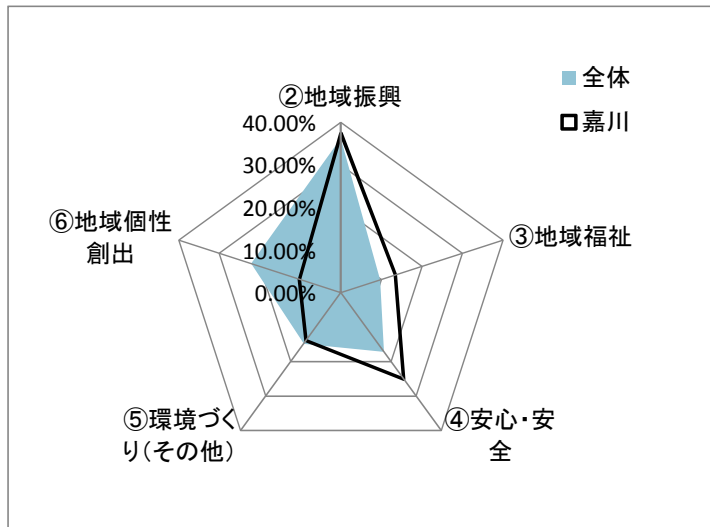 全体
嘉川
②地域振興
40.00%
30.00%
20.00%
10.00%
0.00%
③地域福祉
④安心・安
全
⑤環境づく
り(その他)
⑥地域個性
創出